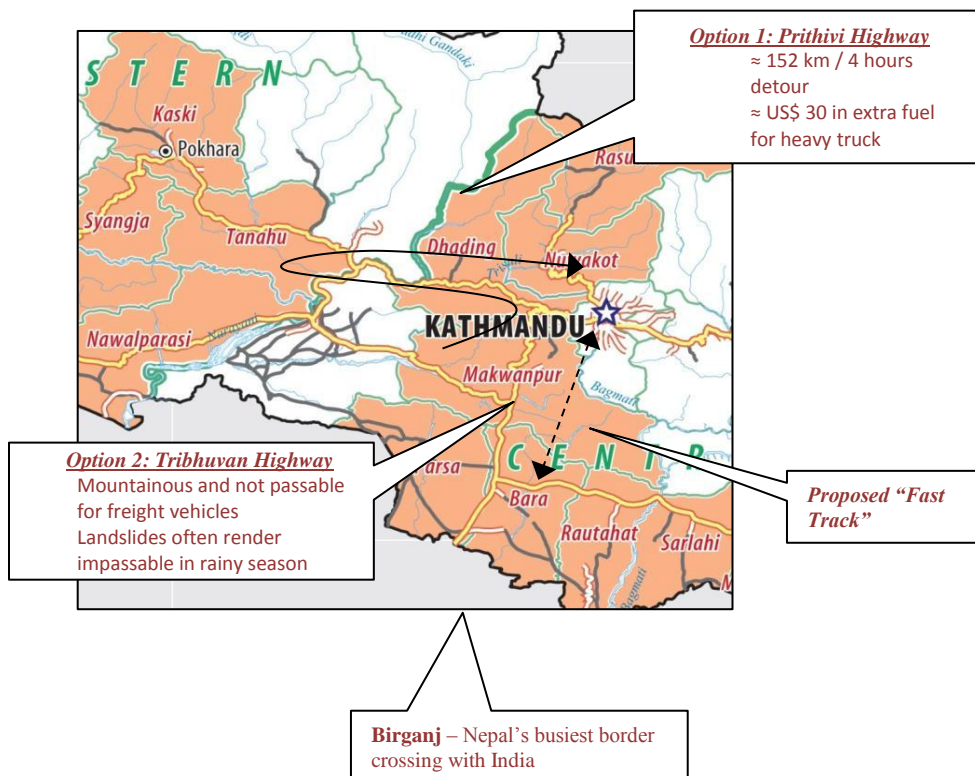 Option 1: Prithivi Highway
≈ 152 km / 4 hours
detour
≈ US$ 30 in extra fuel
for heavy truck
STERN
Kaski
Pokhara
Syangja
Tanahu
Dhading
Nawalparasi
Narayani
KATHMANDU
Makwanpur
Bagmati
CENTR
Bara
Rautahat
Sarlahi
Bagmati
Option 2: Tribhuvan Highway
Mountainous and not passable
for freight vehicles
Landslides often render
impassable in rainy season
Proposed “Fast
Track”
Birganj – Nepal’s busiest border
crossing with India